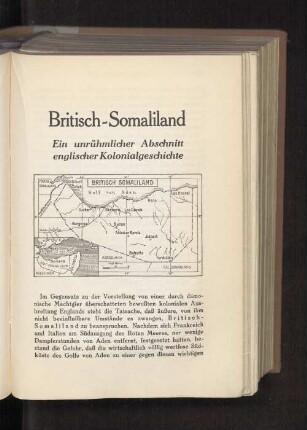 Britisch-Somaliland
Ein unrühmlicher Abschnitt
englischer Kolonialgeschichte
BRITISCH SOMALILAND
Golf von Aden
Im Gegensatz zu der Vorstellung von einer durch dämo-
nische Machtgier überschatteten bewußten kolonialen Aus-
breitung Englands steht die Tatsache, daß äußere, von ihm
nicht beeinflußbare Umstände es zwangen, Britisch-
Somaliland zu beanspruchen. Nachdem sich Frankreich
und Italien am Südausgang des Roten Meeres, nur wenige
Dampferstunden von Aden entfernt, festgesetzt hatten, be-
stand die Gefahr, daß die wirtschaftlich völlig wertlose Süd-
küste des Golfs von Aden zu einer gegen diesen wichtigen